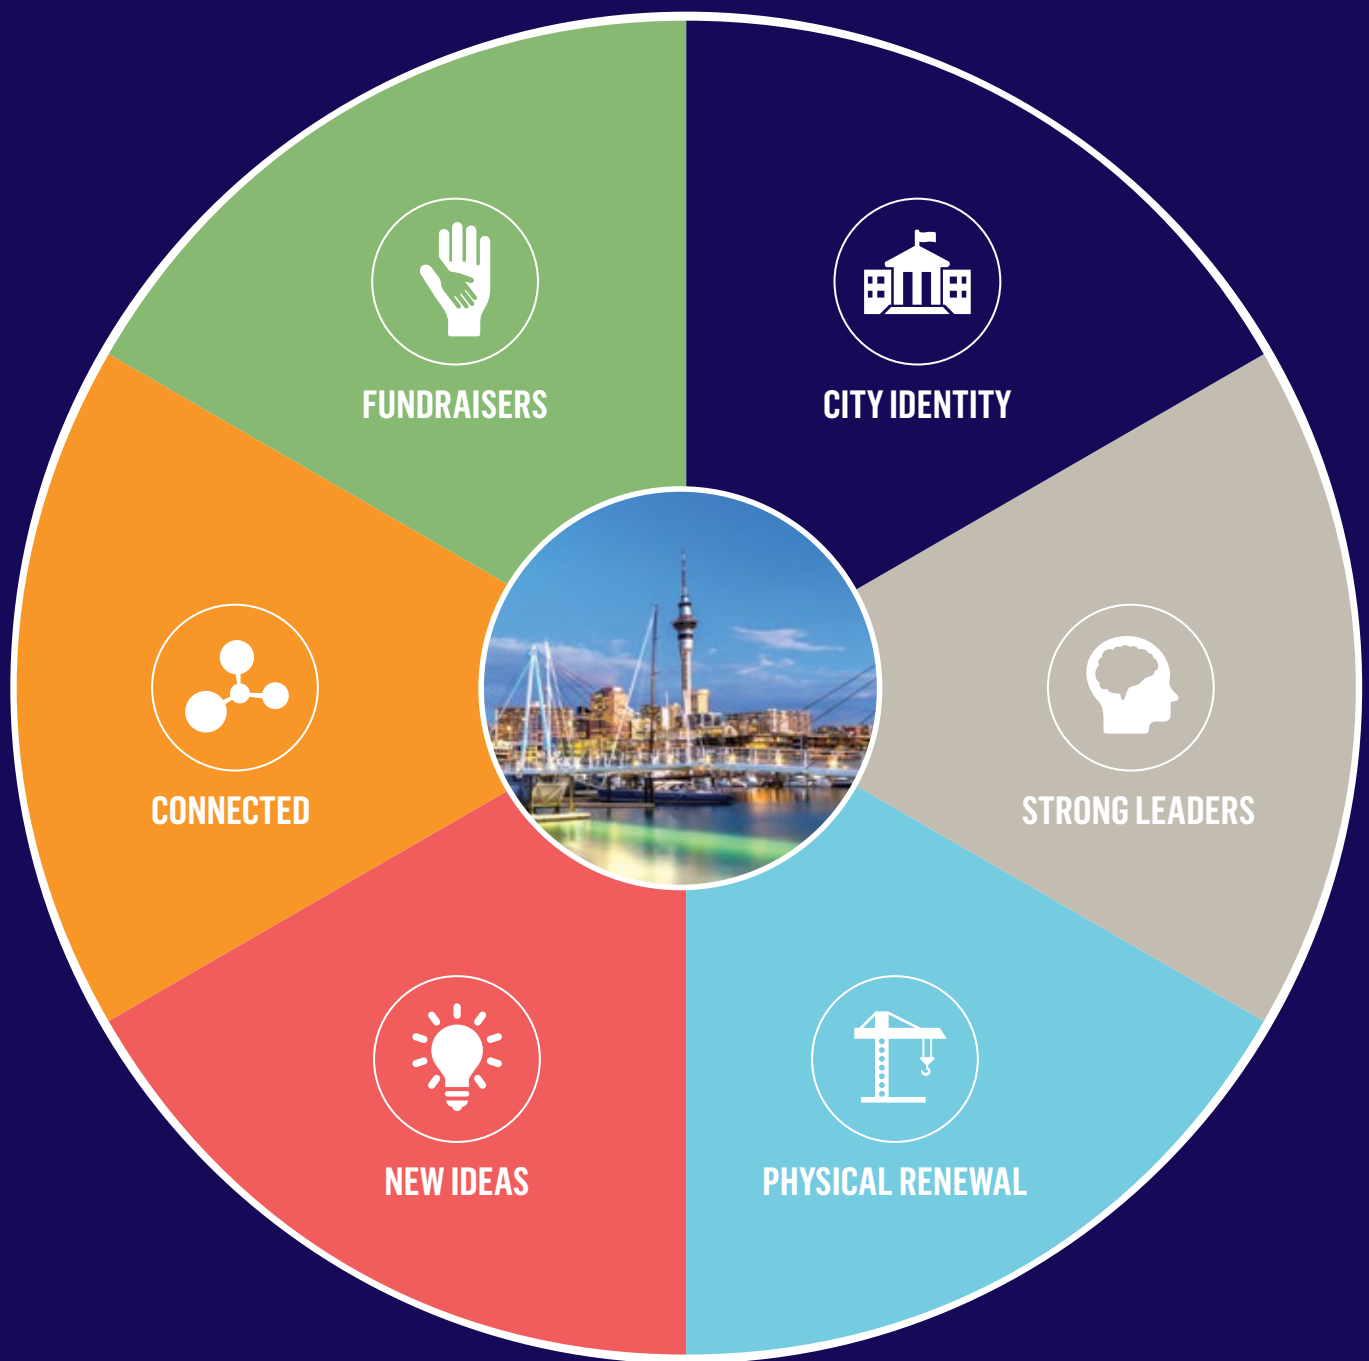 FUNDRAISERS
CITY IDENTITY
CONNECTED
STRONG LEADERS
NEW IDEAS
PHYSICAL RENEWAL